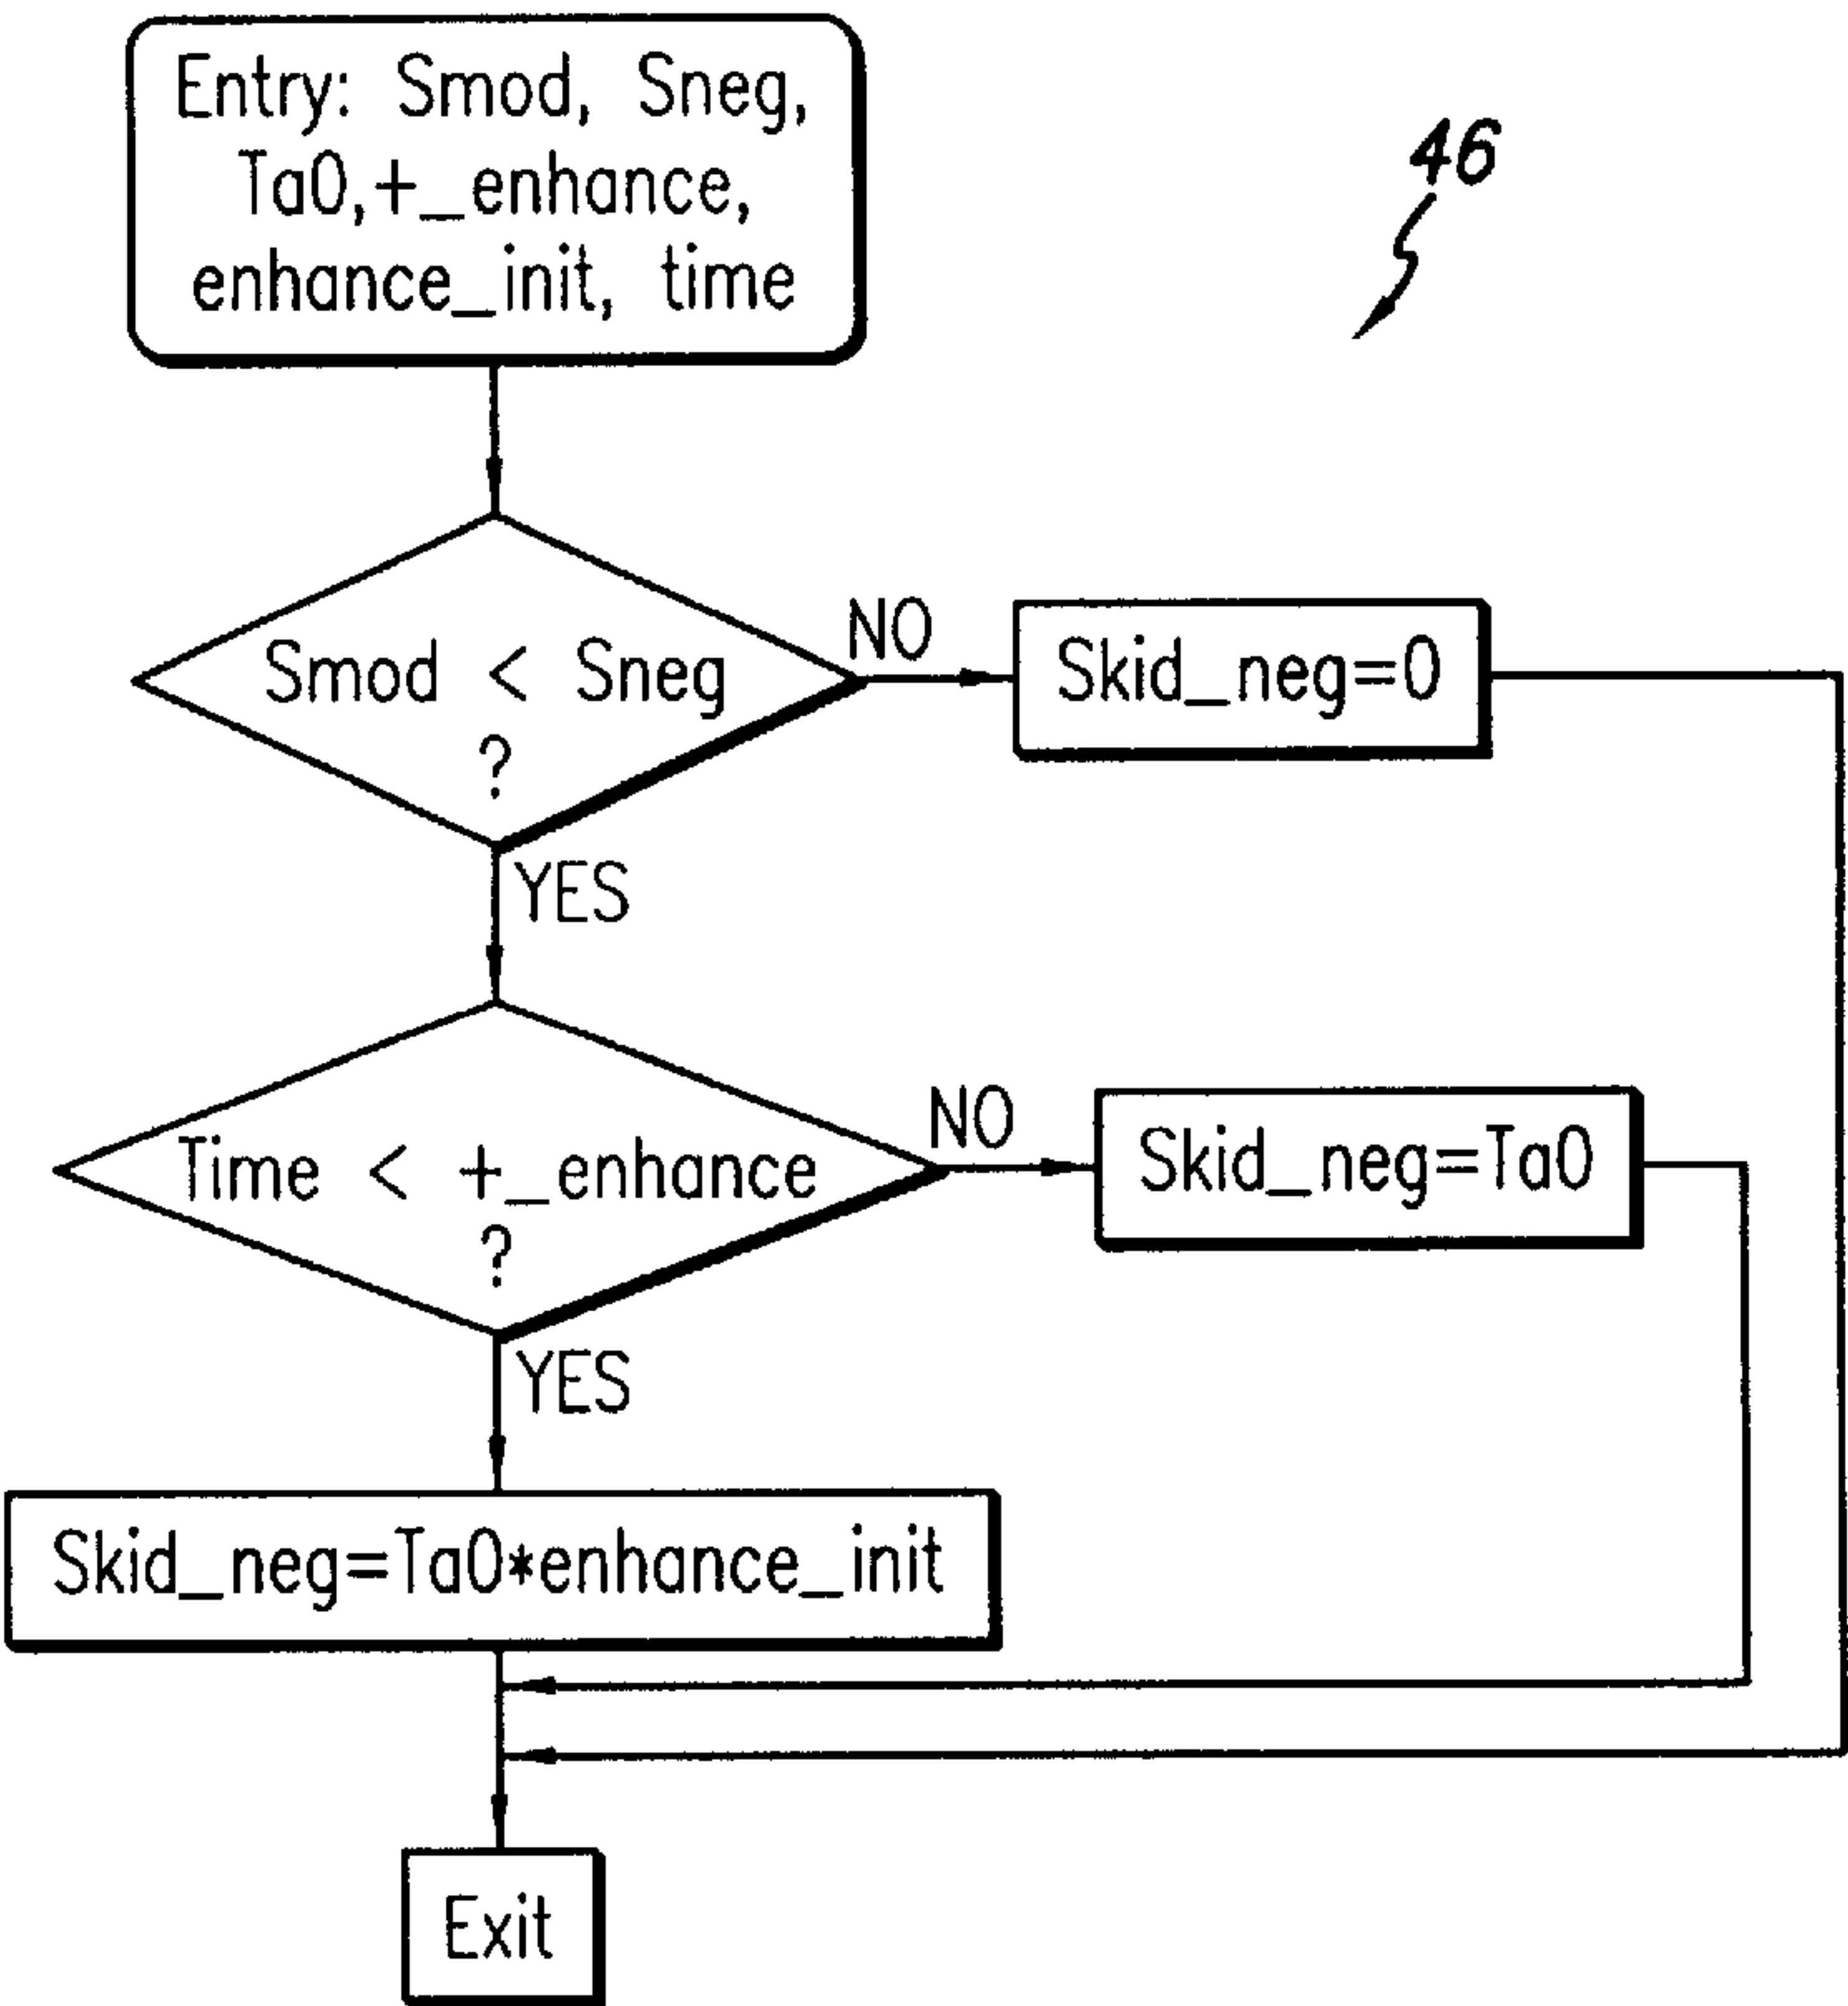 Entry: Smod, Sneg,
Ta0,+_enhance,
enhance_init, time
46
Smod < Sneg
?
NO
Skid_neg=0
YES
Time < +_enhance
?
NO
Skid_neg=Ta0
YES
Skid_neg=Ta0*enhance_init
Exit